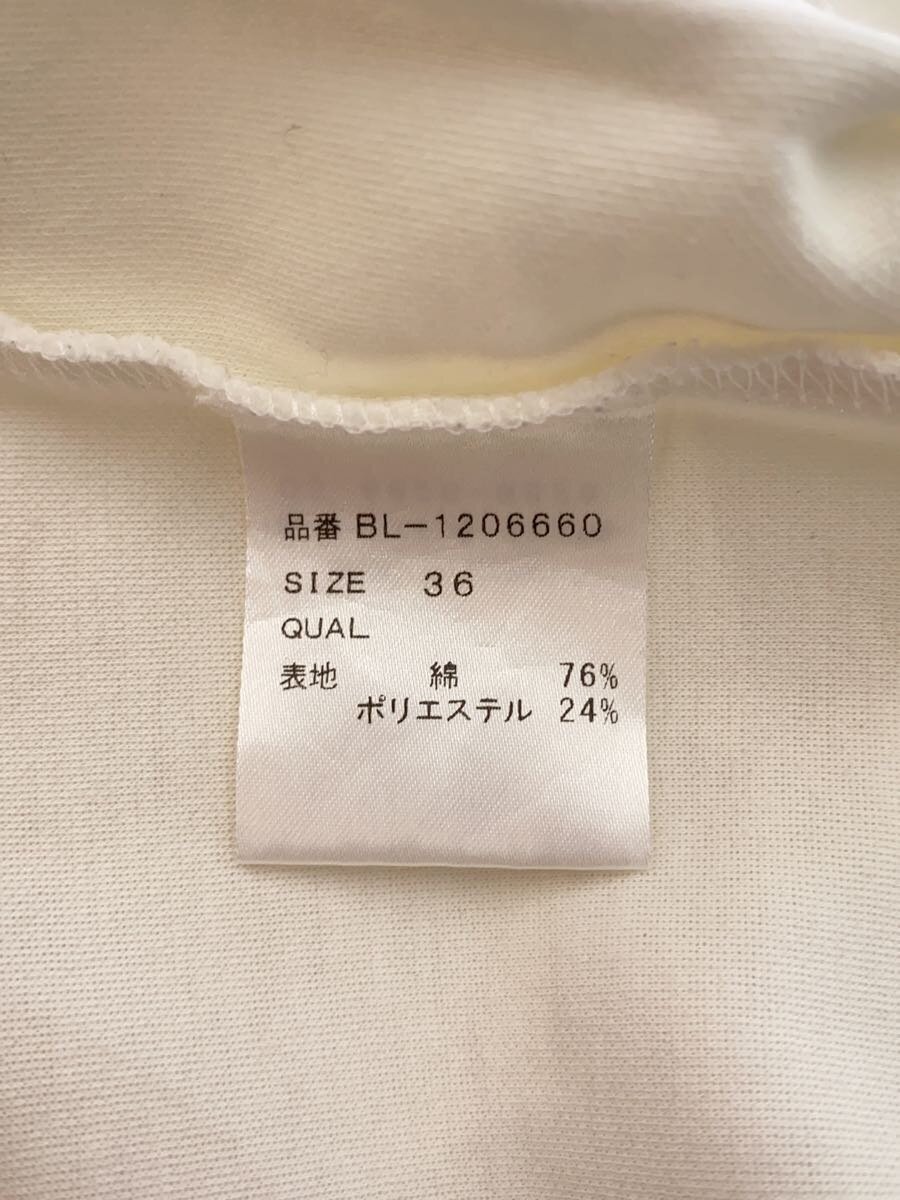 品番 BL-1206660
SIZE 36
QUAL
表地 綿 76%
ポリエステル 24%